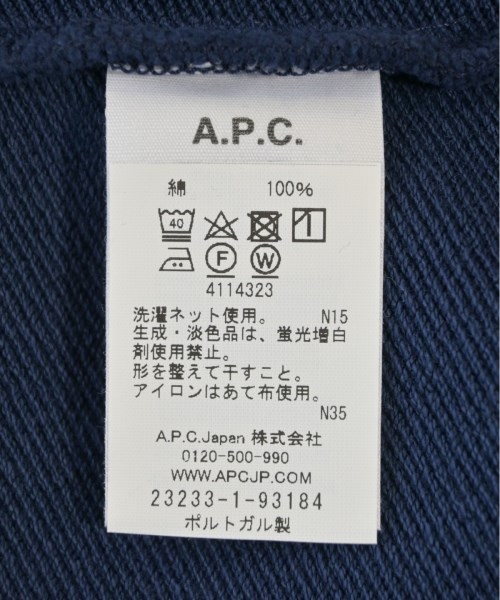 A.P.C.
綿 100%
40
F W
4114323
洗濯ネット使用。 N15
生成・淡色品は、蛍光増白
剤使用禁止。
形を整えて干すこと。
アイロンはあて布使用。
N35
A.P.C.Japan 株式会社
0120-500-990
WWW.APCJP.COM
23233-1-93184
ポルトガル製